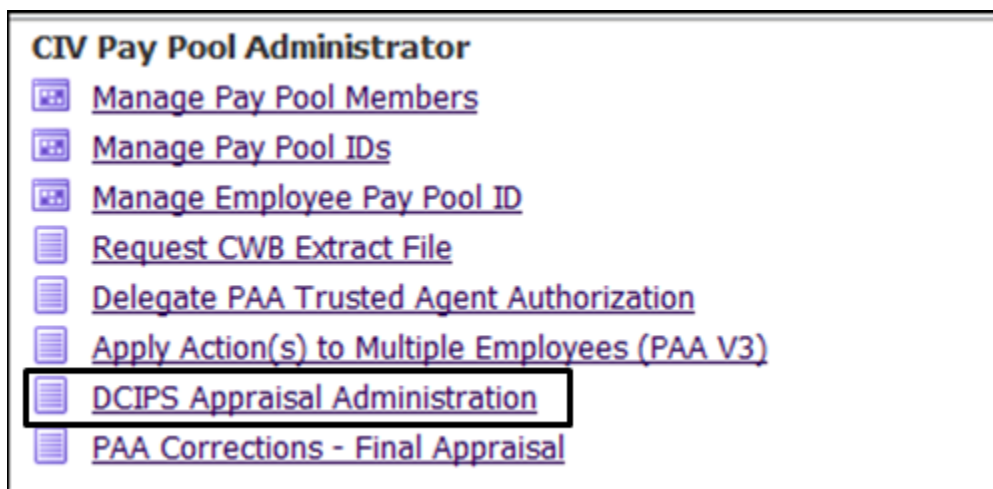 CIV Pay Pool Administrator
Manage Pay Pool Members
Manage Pay Pool IDs
Manage Employee Pay Pool ID
Request CWB Extract File
Delegate PAA Trusted Agent Authorization
Apply Action(s) to Multiple Employees (PAA V3)
DCIPS Appraisal Administration
PAA Corrections - Final Appraisal